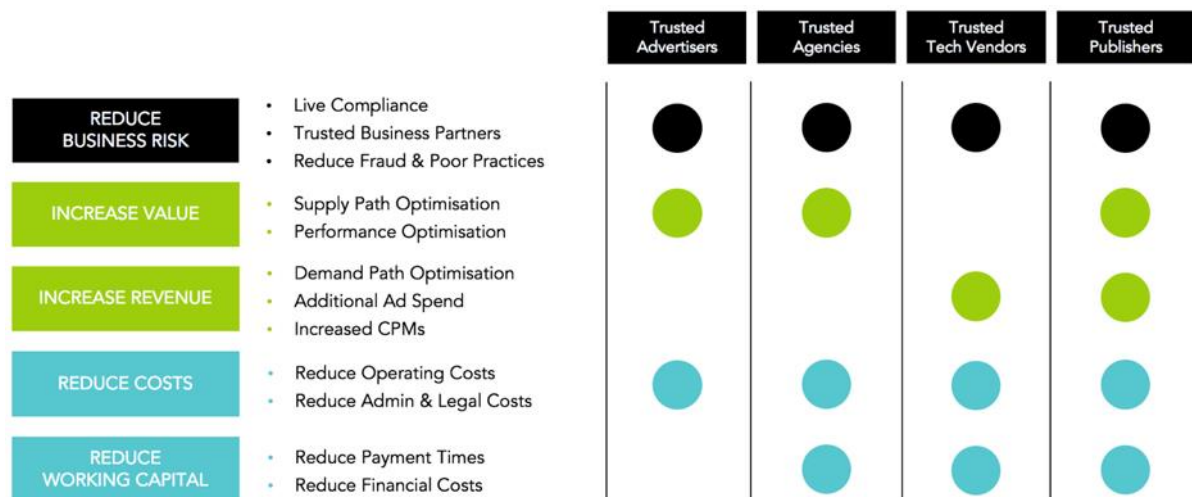 Trusted
Advertisers
Trusted
Agencies
Trusted
Tech Vendors
Trusted
Publishers
REDUCE
BUSINESS RISK
• Live Compliance
• Trusted Business Partners
• Reduce Fraud & Poor Practices
INCREASE VALUE
• Supply Path Optimisation
• Performance Optimisation
INCREASE REVENUE
• Demand Path Optimisation
• Additional Ad Spend
• Increased CPMs
REDUCE COSTS
• Reduce Operating Costs
• Reduce Admin & Legal Costs
REDUCE
WORKING CAPITAL
• Reduce Payment Times
• Reduce Financial Costs